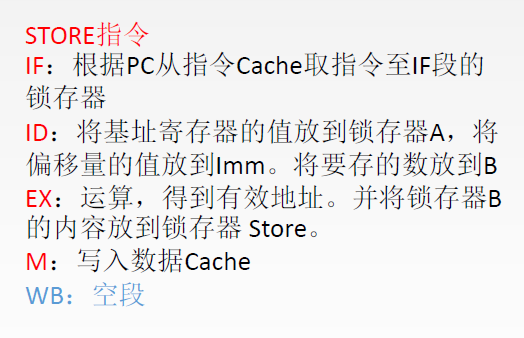 STORE指令
IF：根据PC从指令Cache取指令至IF段的
锁存器
ID：将基址寄存器的值放到锁存器A，将
偏移量的值放到Imm。将要存的数放到B
EX：运算，得到有效地址。并将锁存器B
的内容放到锁存器 Store。
M：写入数据Cache
WB：空段